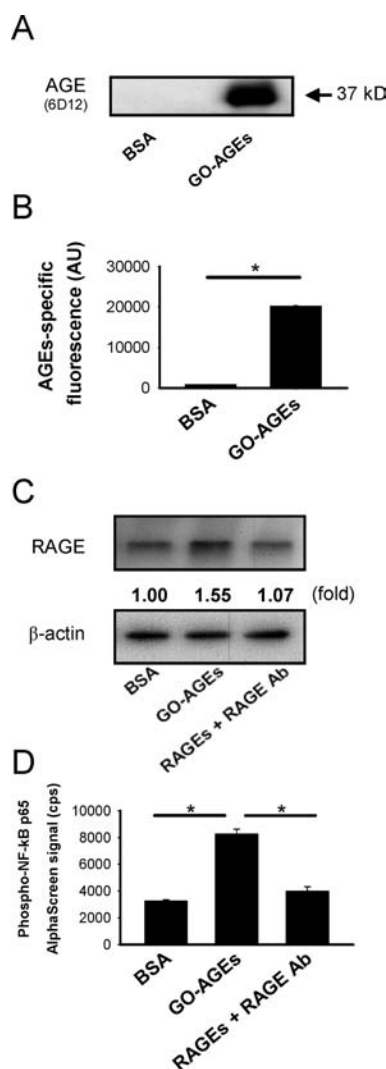 A
AGE
(6D12)
37 kD
BSA
GO-AGEs
B
AGEs-specific
fluorescence (AU)
30000
20000
10000
0
*
BSA
GO-AGEs
C
RAGE
1.00 1.55 1.07 (fold)
β-actin
BSA
GO-AGEs
RAGEs + RAGE Ab
D
Phospho-NF-kB p65
AlphaScreen signal (cps)
10000
8000
6000
4000
2000
0
* *
BSA
GO-AGEs
RAGEs + RAGE Ab